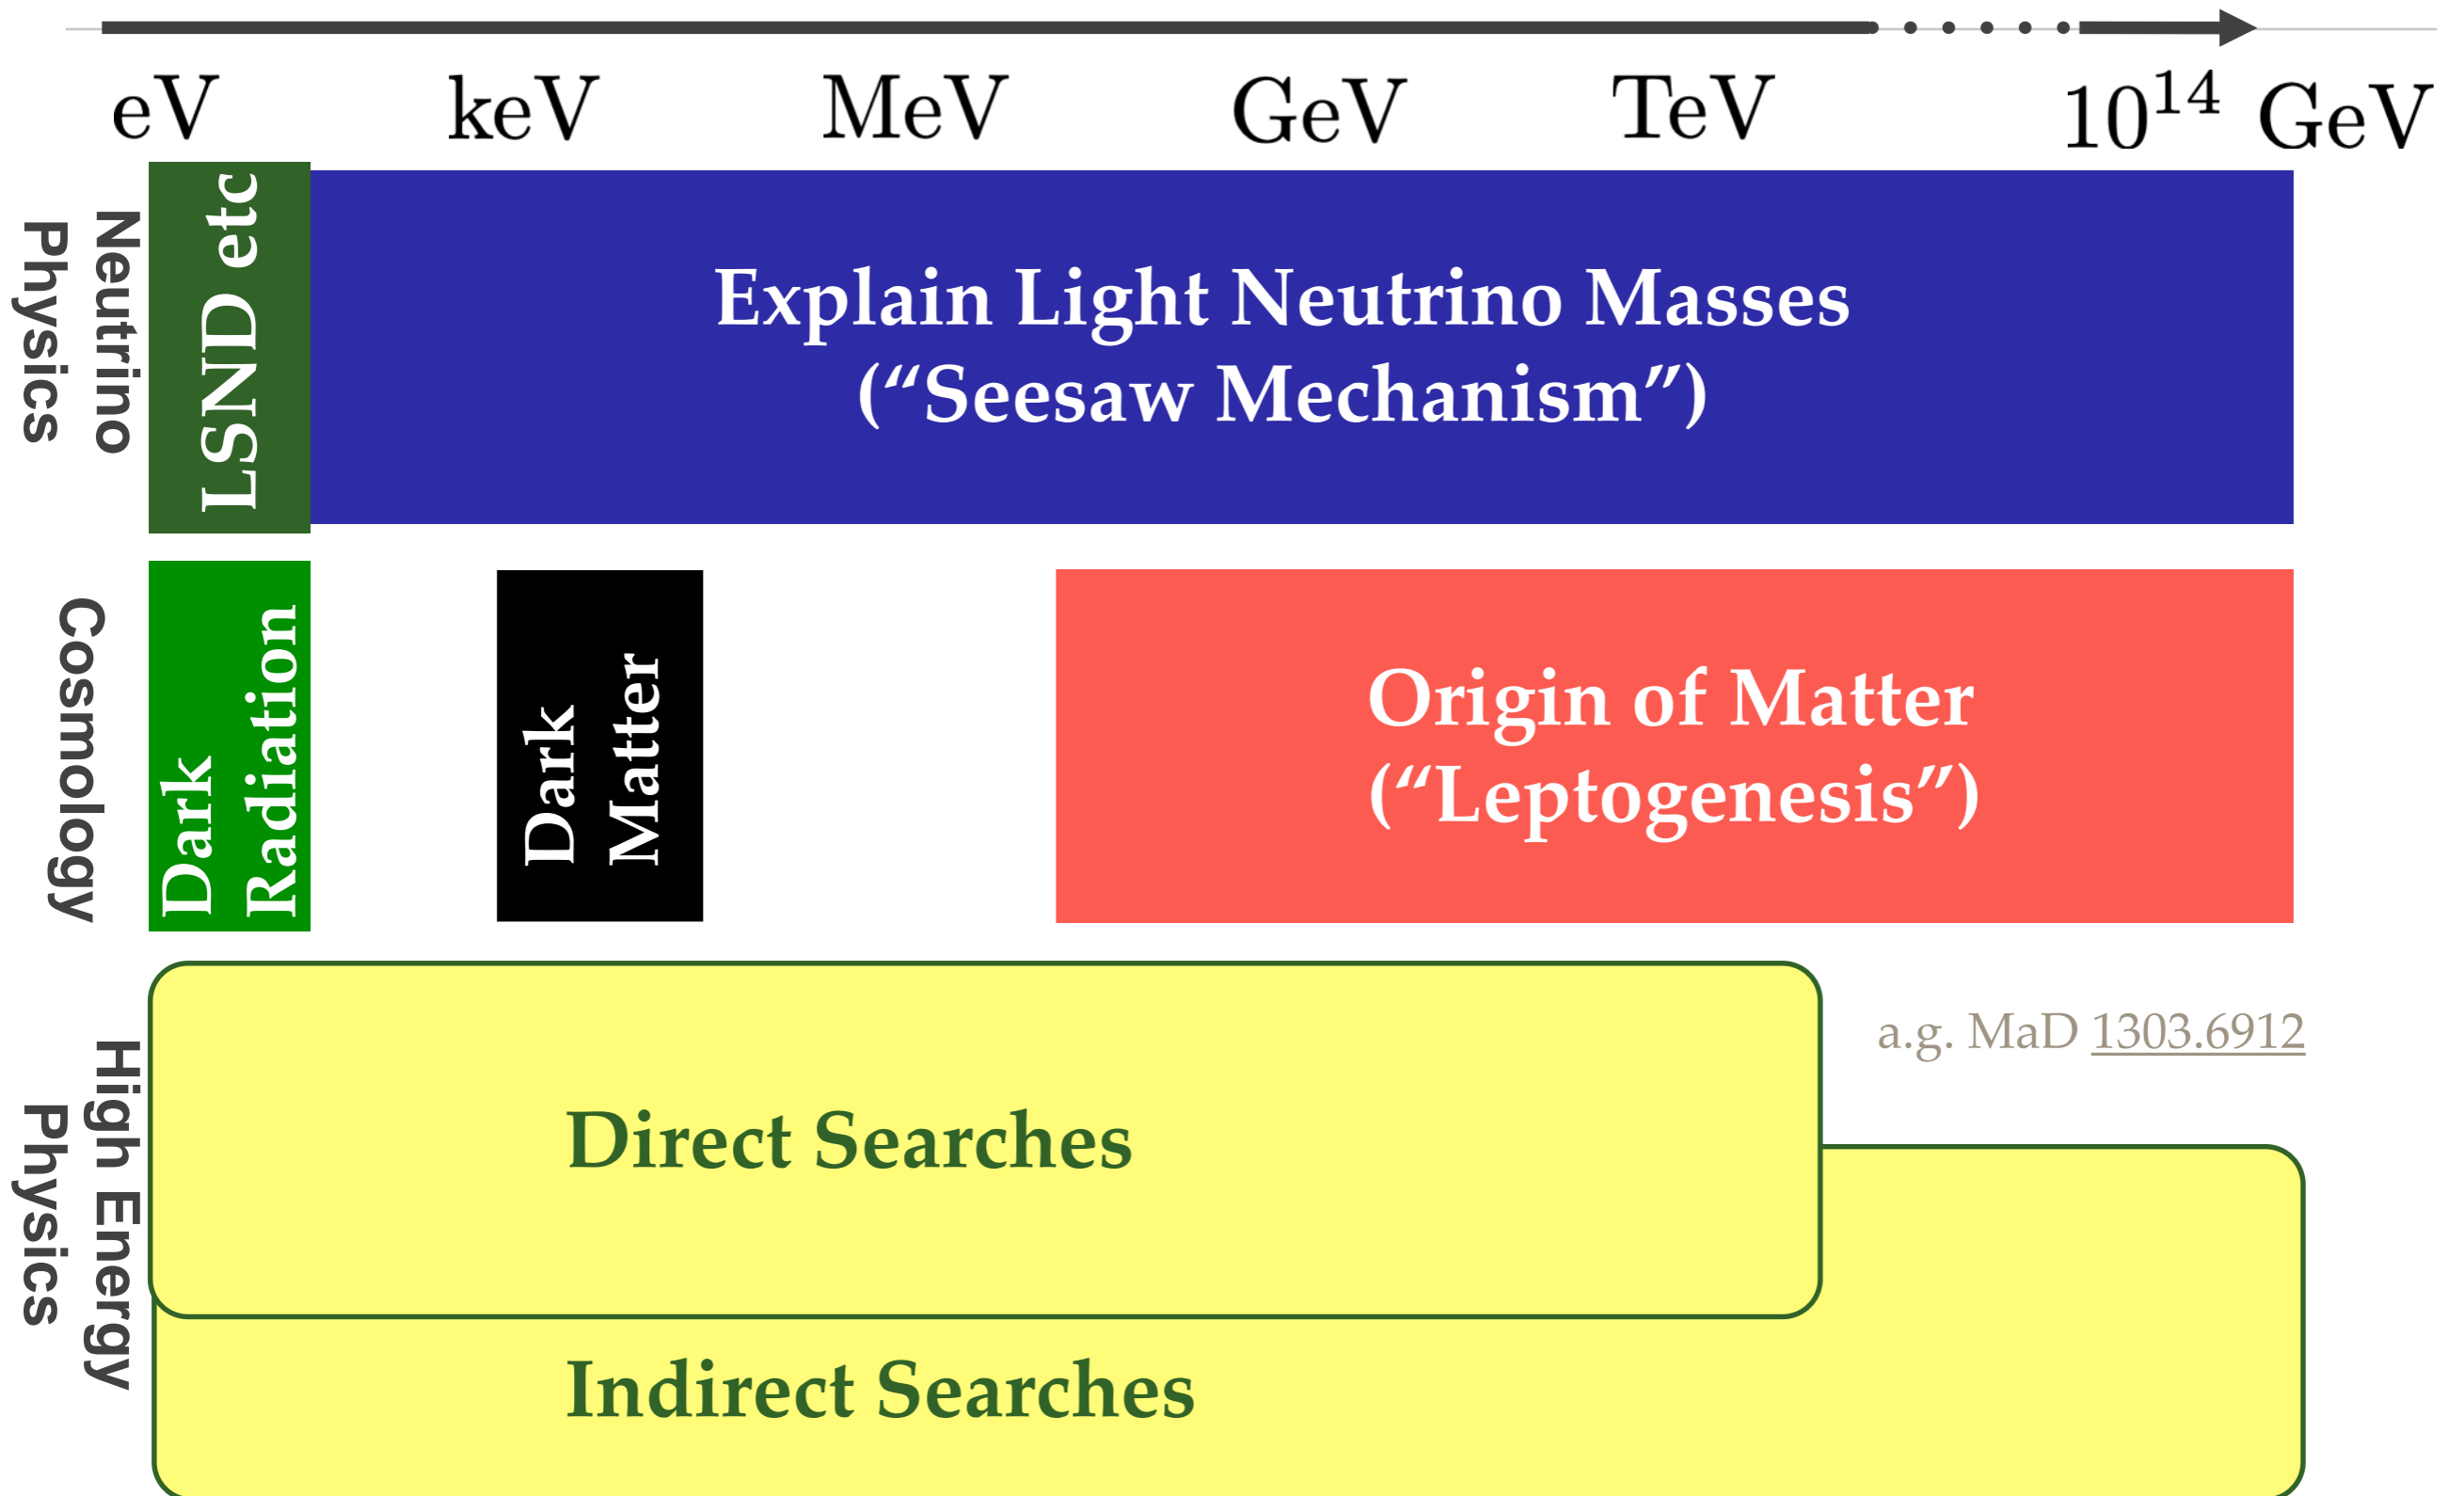 eV keV MeV GeV TeV 10¹⁴ GeV
Neutrino
Physics
LSND etc
Explain Light Neutrino Masses
(“Seesaw Mechanism”)
Cosmology
Dark
Radiation
Dark
Matter
Origin of Matter
(“Leptogenesis”)
a.g. MaD 1303.6912
High Energy
Physics
Direct Searches
Indirect Searches